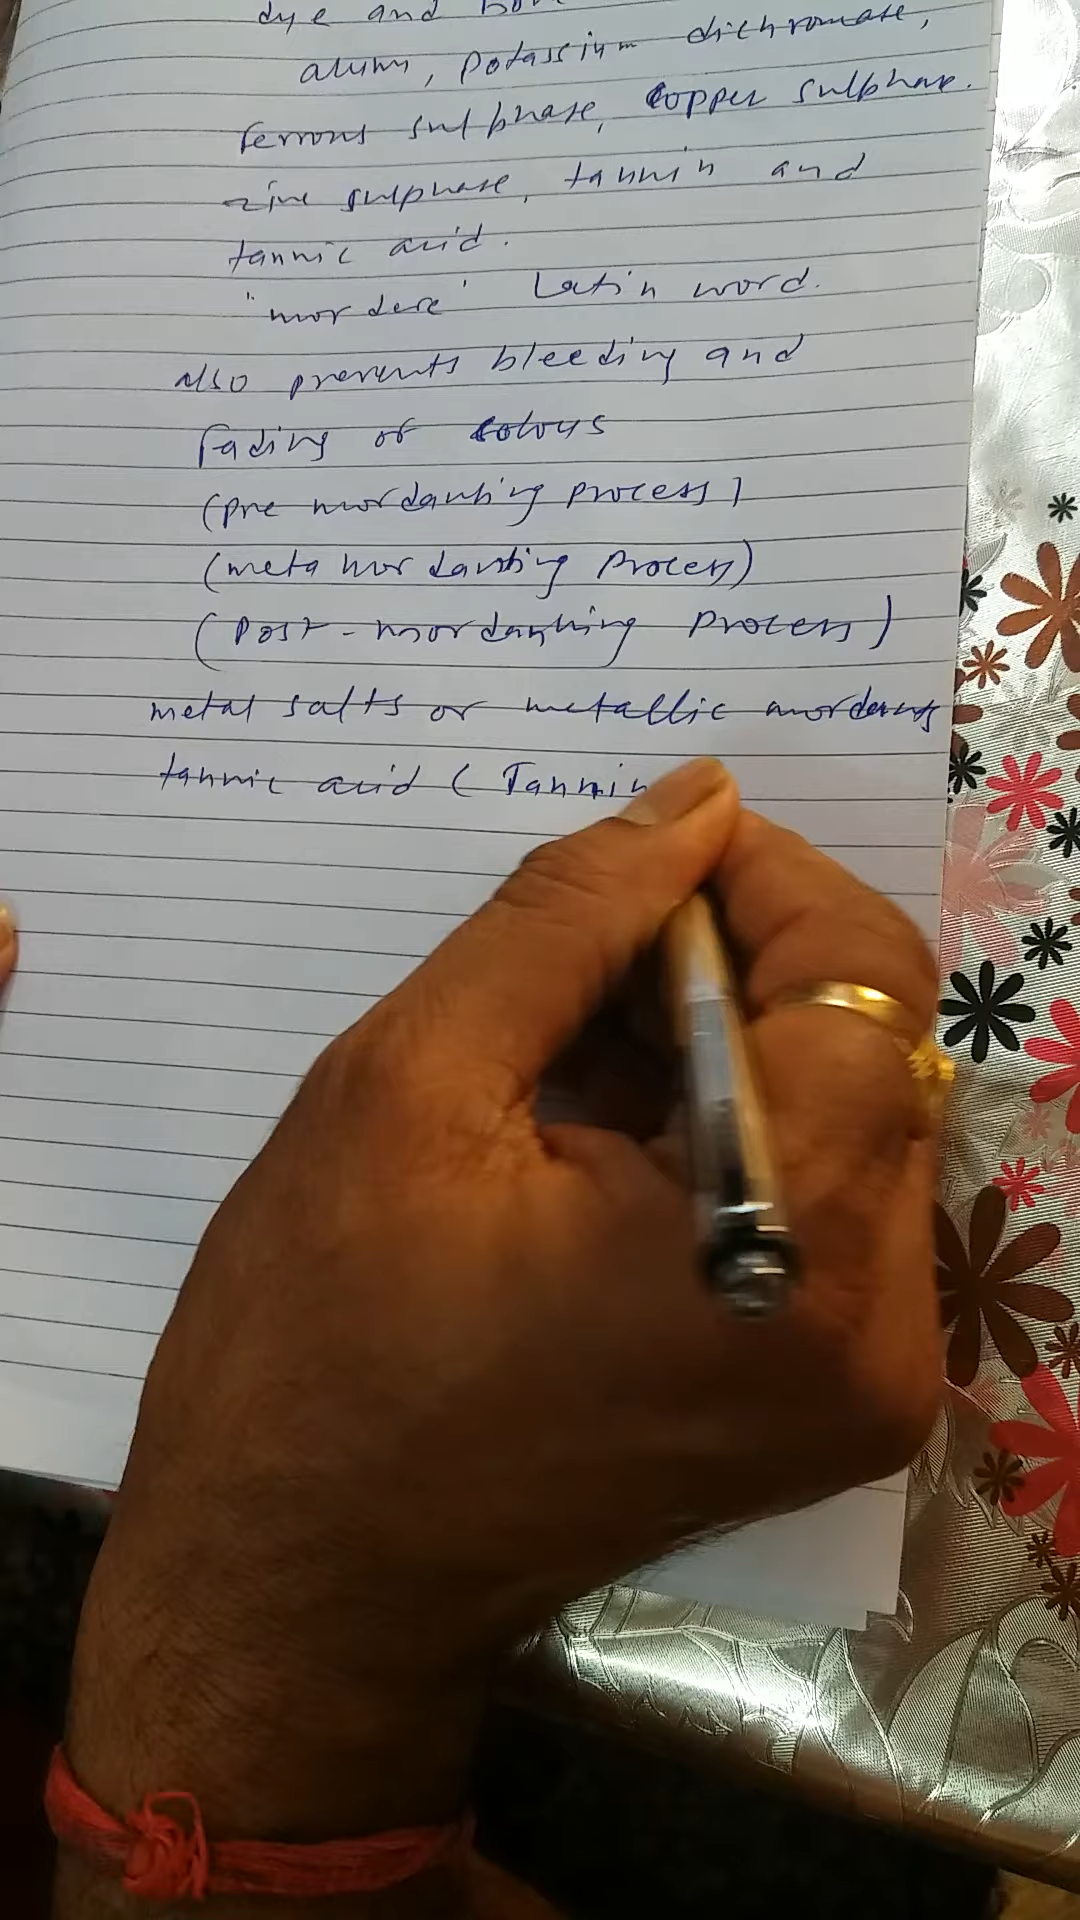 dye and
alum, potassium dichromate,
ferrous sulphate, copper sulphate.
zinc sulphate, tannin and
tannic acid.
"mordere" Latin word.
also prevents bleeding and
fading of colours
(pre mordanting process)
(meta mordanting process)
(Post-mordanting Process)
metal salts or metallic mordants
tannic acid (Tannin